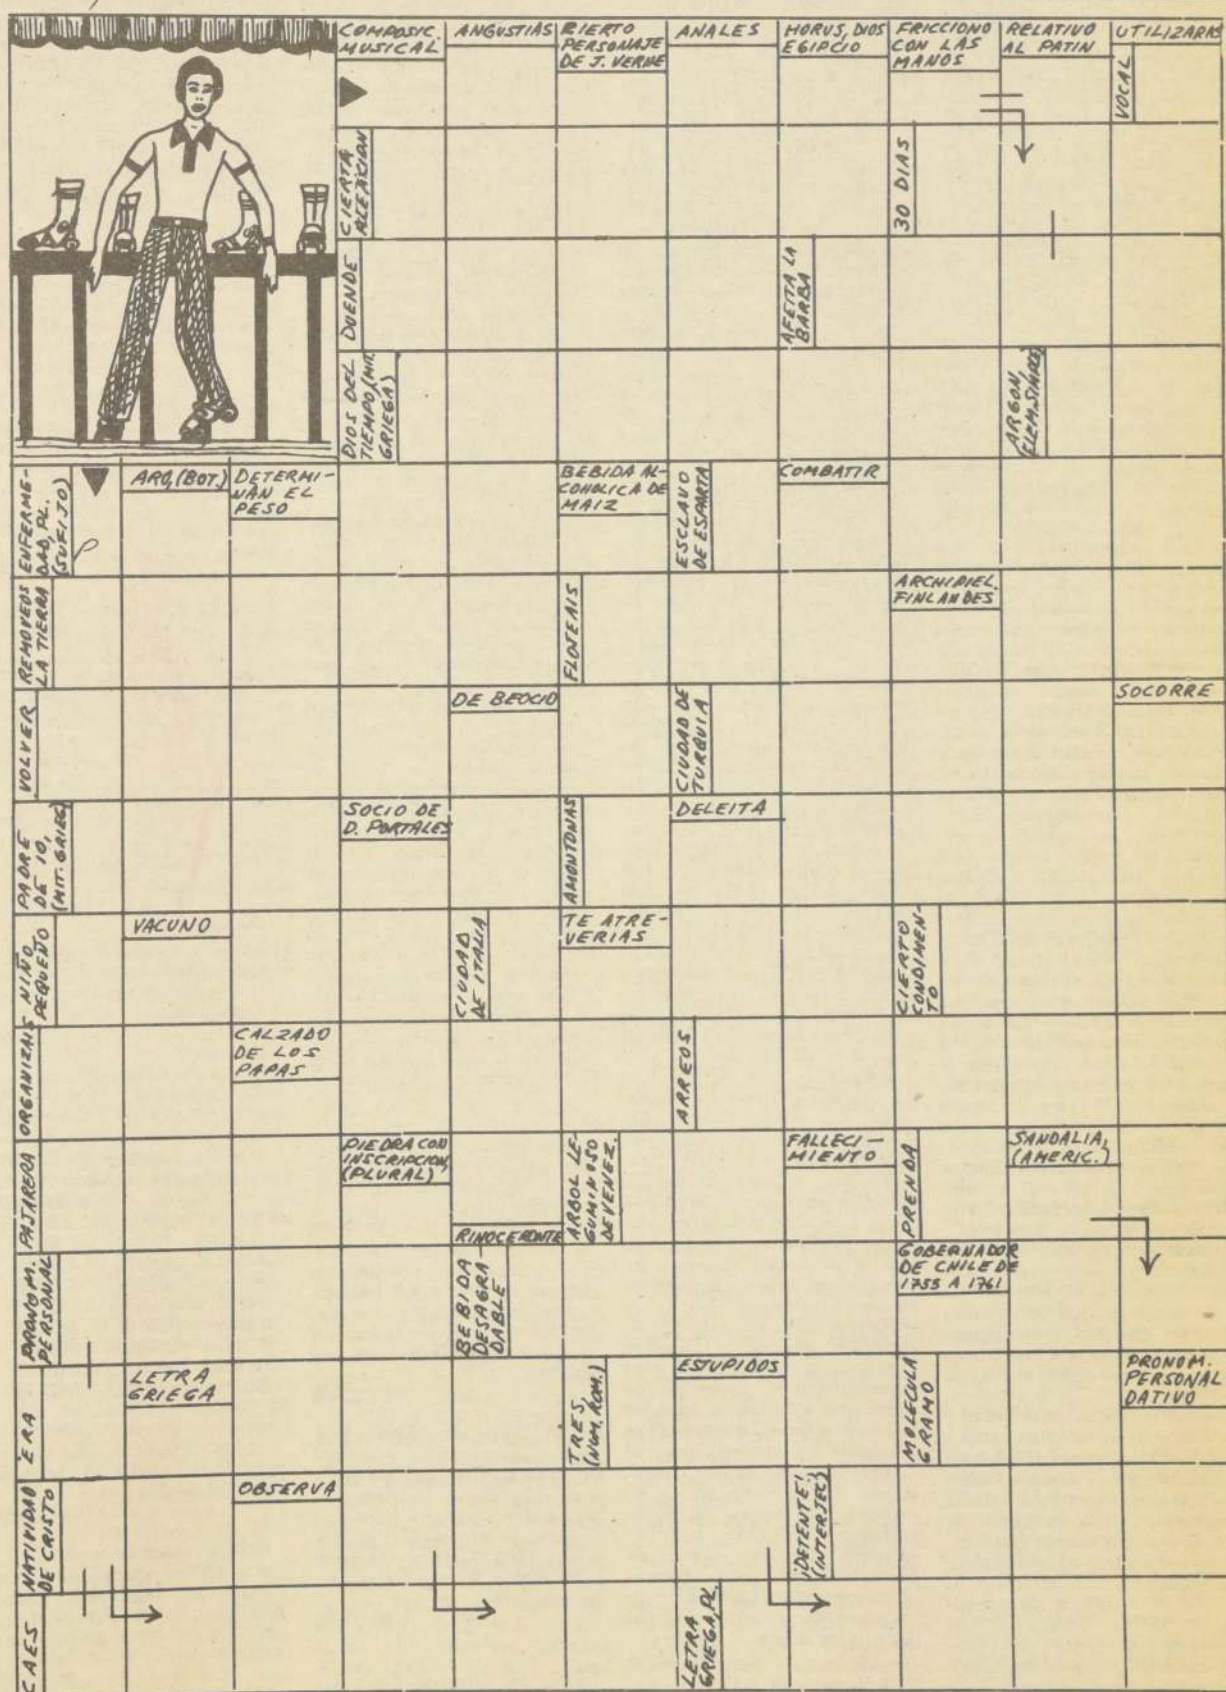 COMPOSIC.
MUSICAL
ANGUSTIAS
RIERTO
PERSONAJE
DE J. VERNE
ANALES
HORUS, DIOS
EGIPCIO
FRICCIONO
CON LAS
MANOS
RELATIVO
AL PATIN
UTILIZARAS
VOCAL
CIERTA
ALEACION
30 DIAS
DUENDE
AFEITA LA
BARBA
DIOS DEL
TIEMPO, (MIT.
GRIEGA)
ARGON,
ELEM. SIMPLE
ENFERME-
DAD, PL.
(SUFIJO)
ARO, (BOT.)
DETERMI-
NAN EL
PESO
BEBIDA AL-
COHOLICA DE
MAIZ
ESCLAVO
DE ESPARTA
COMBATIR
REMOVEOS
LA TIERRA
FLOJEAIS
ARCHIPIEL.
FINLANDES
VOLVER
DE BEOCIO
CIUDAD DE
TURQUIA
SOCORRE
PADRE
DE IO,
(MIT. GRIEG)
SOCIO DE
D. PORTALES
AMONTONAS
DELEITA
NIÑO
PEQUEÑO
VACUNO
CIUDAD
DE ITALIA
TE ATRE-
VERIAS
CIERTO
CONDIMEN-
TO
ORGANIZAIS
CALZADO
DE LOS
PAPAS
ARREOS
PAJARERA
PIEDRA CON
INSCRIPCION,
(PLURAL)
RINOCERONTE
ARBOL LE-
GUMINOSO
DE VENEZ.
FALLECI-
MIENTO
PRENDA
SANDALIA,
(AMERIC.)
PRONOM.
PERSONAL
BEBIDA
DESAGRA-
DABLE
GOBERNADOR
DE CHILE DE
1755 A 1761
ERA
LETRA
GRIEGA
TRES,
(NUM. ROM.)
ESTUPIDOS
MOLECULA
GRAMO
PRONOM.
PERSONAL
DATIVO
NATIVIDAD
DE CRISTO
OBSERVA
¡DETENTE!
(INTERJEC)
CAES
LETRA
GRIEGA, PL.